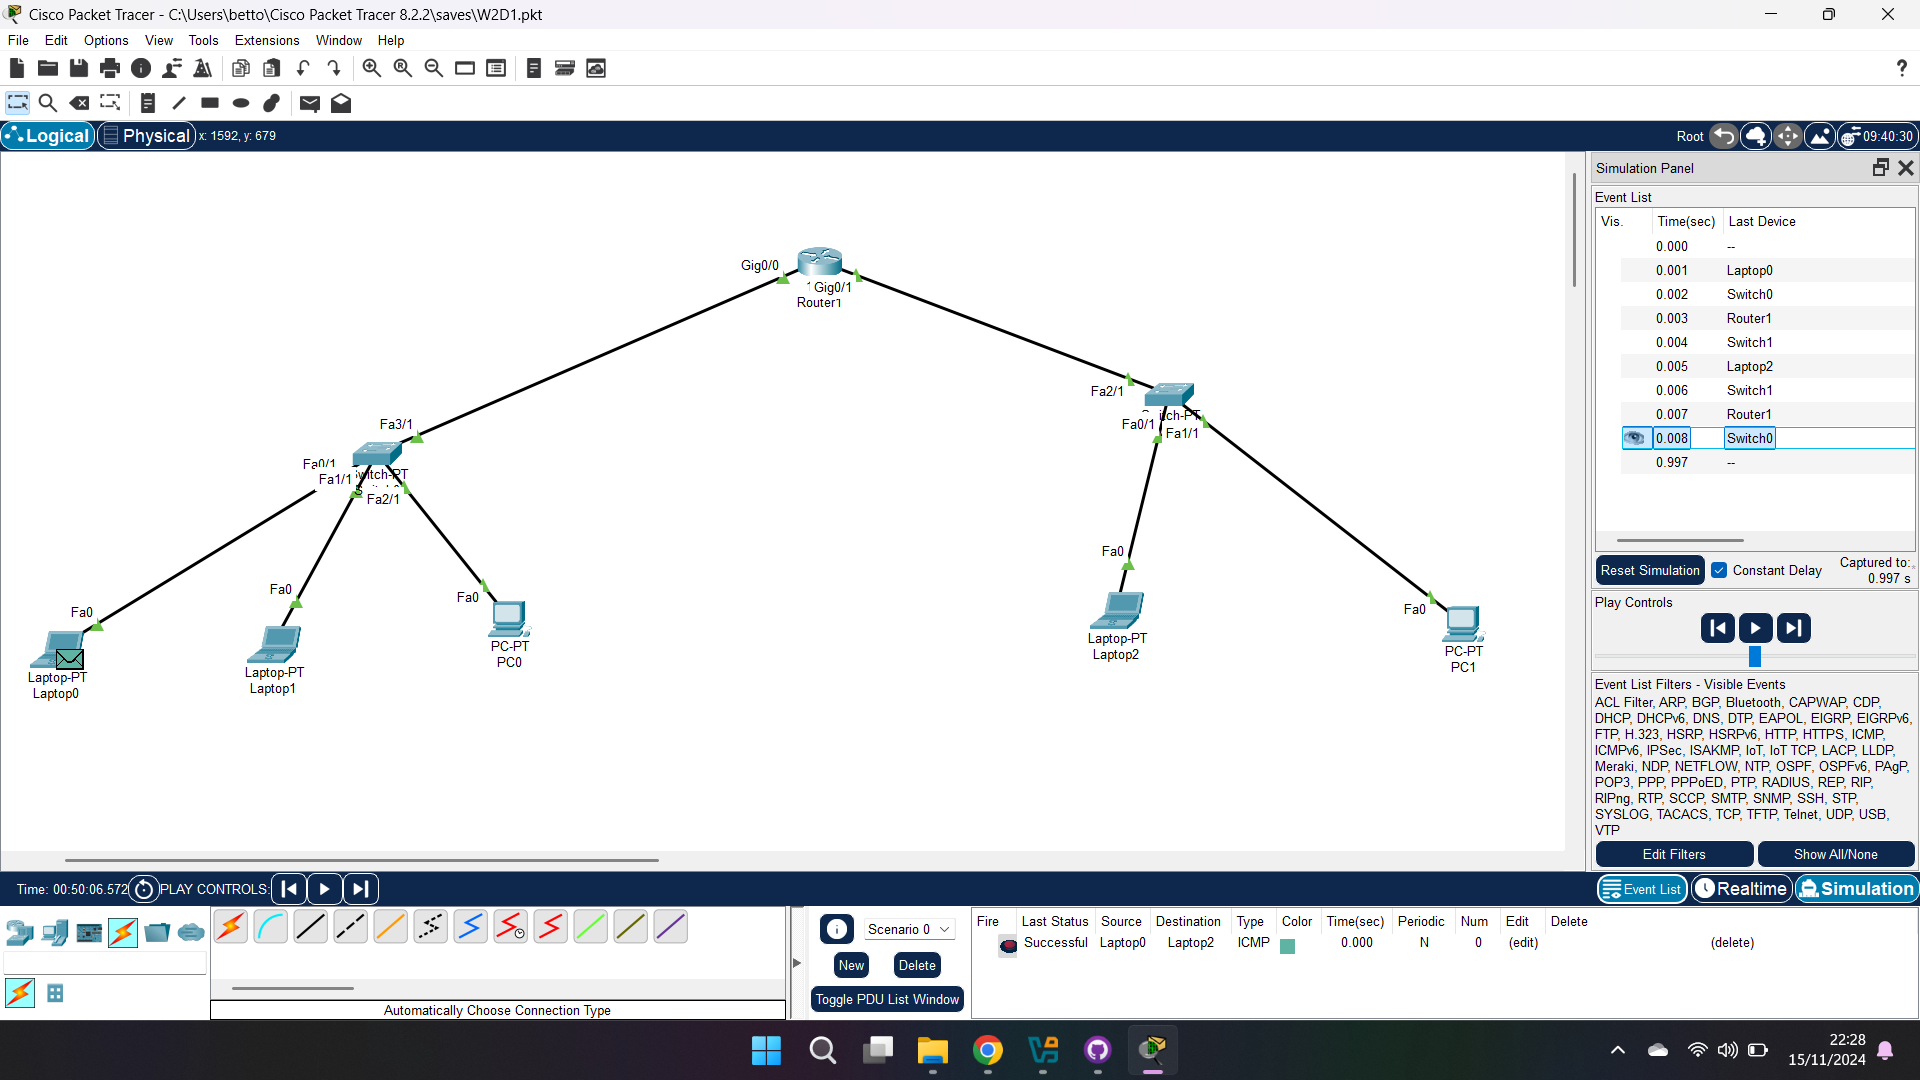 Cisco Packet Tracer - C:\Users\betto\Cisco Packet Tracer 8.2.2\saves\W2D1.pkt
File Edit Options View Tools Extensions Window Help
?
Logical Physical x: 1592, y: 679 Root 09:40:30
Simulation Panel
Event List
Vis. Time(sec) Last Device
0.000 --
0.001 Laptop0
0.002 Switch0
0.003 Router1
0.004 Switch1
0.005 Laptop2
0.006 Switch1
0.007 Router1
0.008 Switch0
0.997 --
Reset Simulation Constant Delay Captured to:
0.997 s
Play Controls
Event List Filters - Visible Events
ACL Filter, ARP, BGP, Bluetooth, CAPWAP, CDP,
DHCP, DHCPv6, DNS, DTP, EAPOL, EIGRP, EIGRPv6,
FTP, H.323, HSRP, HSRPv6, HTTP, HTTPS, ICMP,
ICMPv6, IPSec, ISAKMP, IoT, IoT TCP, LACP, LLDP,
Meraki, NDP, NETFLOW, NTP, OSPF, OSPFv6, PAgP,
POP3, PPP, PPPoED, PTP, RADIUS, REP, RIP,
RIPng, RTP, SCCP, SMTP, SNMP, SSH, STP,
SYSLOG, TACACS, TCP, TFTP, Telnet, UDP, USB,
VTP
Edit Filters Show All/None
Gig0/0
Gig0/1
Router1
Fa3/1
Fa0/1
Fa1/1
Fa2/1
Fa2/1
Fa0/1
Fa1/1
Fa0
Laptop-PT
Laptop0
Fa0
Laptop-PT
Laptop1
Fa0
PC-PT
PC0
Fa0
Laptop-PT
Laptop2
Fa0
PC-PT
PC1
Time: 00:50:06.572 PLAY CONTROLS: Event List Realtime Simulation
Scenario 0
New Delete
Toggle PDU List Window
Fire Last Status Source Destination Type Color Time(sec) Periodic Num Edit Delete
Successful Laptop0 Laptop2 ICMP 0.000 N 0 (edit) (delete)
Automatically Choose Connection Type
22:28
15/11/2024